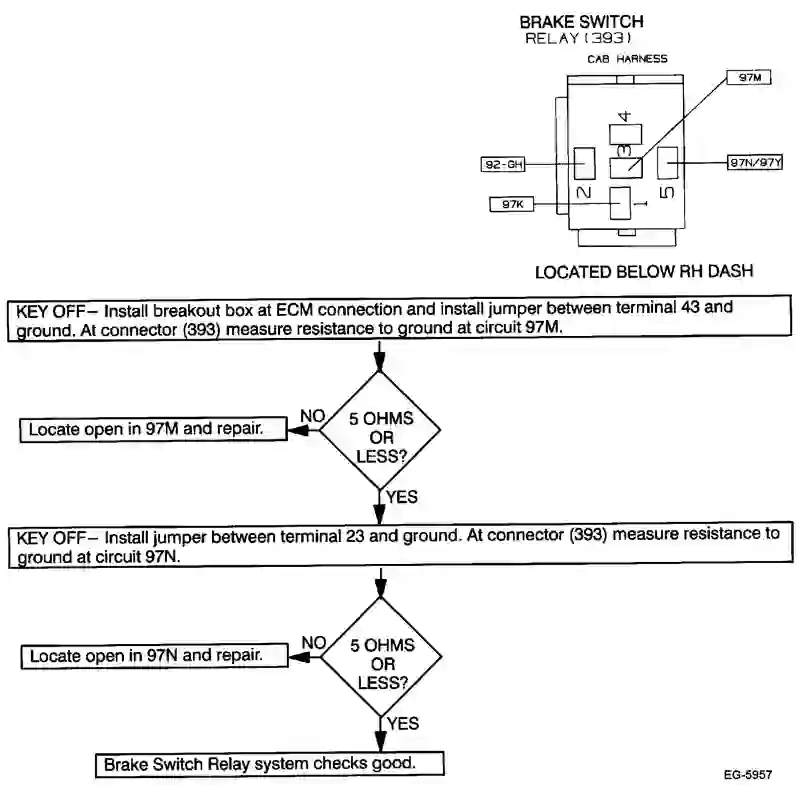 BRAKE SWITCH
RELAY (393)
CAB HARNESS
97M
4
3
92-GH
97N/97Y
2
5
97K
1
LOCATED BELOW RH DASH
KEY OFF– Install breakout box at ECM connection and install jumper between terminal 43 and
ground. At connector (393) measure resistance to ground at circuit 97M.
NO
5 OHMS
OR
LESS?
Locate open in 97M and repair.
YES
KEY OFF– Install jumper between terminal 23 and ground. At connector (393) measure resistance to
ground at circuit 97N.
NO
5 OHMS
OR
LESS?
Locate open in 97N and repair.
YES
Brake Switch Relay system checks good.
EG-5957